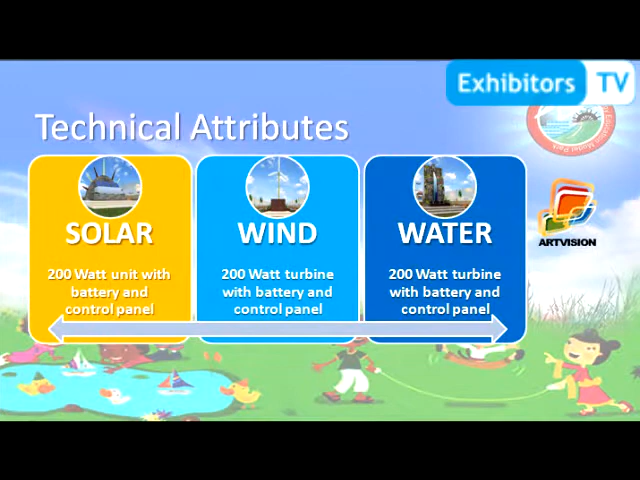 Exhibitors TV
Technical Attributes
SOLAR
200 Watt unit with
battery and
control panel
WIND
200 Watt turbine
with battery and
control panel
WATER
200 Watt turbine
with battery and
control panel
ARTVISION